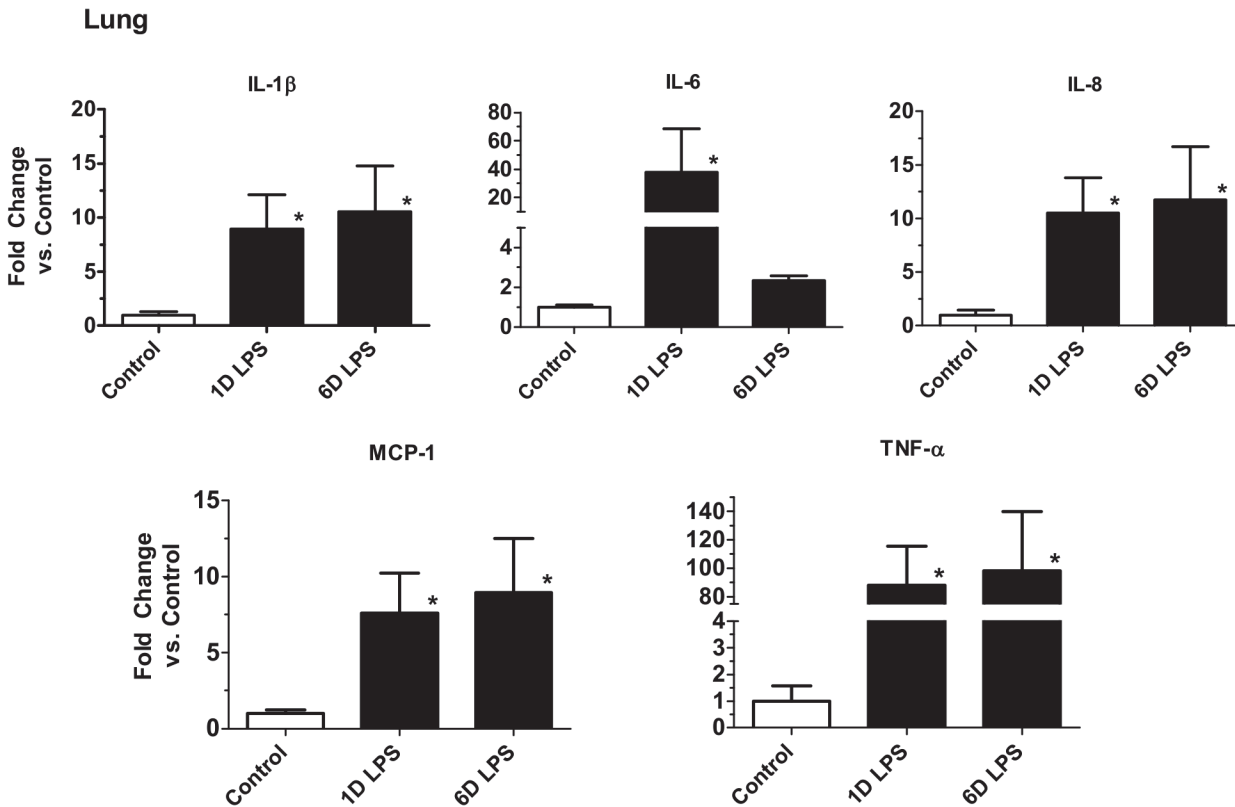 Lung
IL-1β
Fold Change
vs. Control
20
15
10
5
0
*
*
Control
1D LPS
6D LPS
IL-6
80
60
40
20
4
2
0
*
Control
1D LPS
6D LPS
IL-8
20
15
10
5
0
*
*
Control
1D LPS
6D LPS
MCP-1
Fold Change
vs. Control
15
10
5
0
*
*
Control
1D LPS
6D LPS
TNF-α
140
120
100
80
4
3
2
1
0
*
*
Control
1D LPS
6D LPS